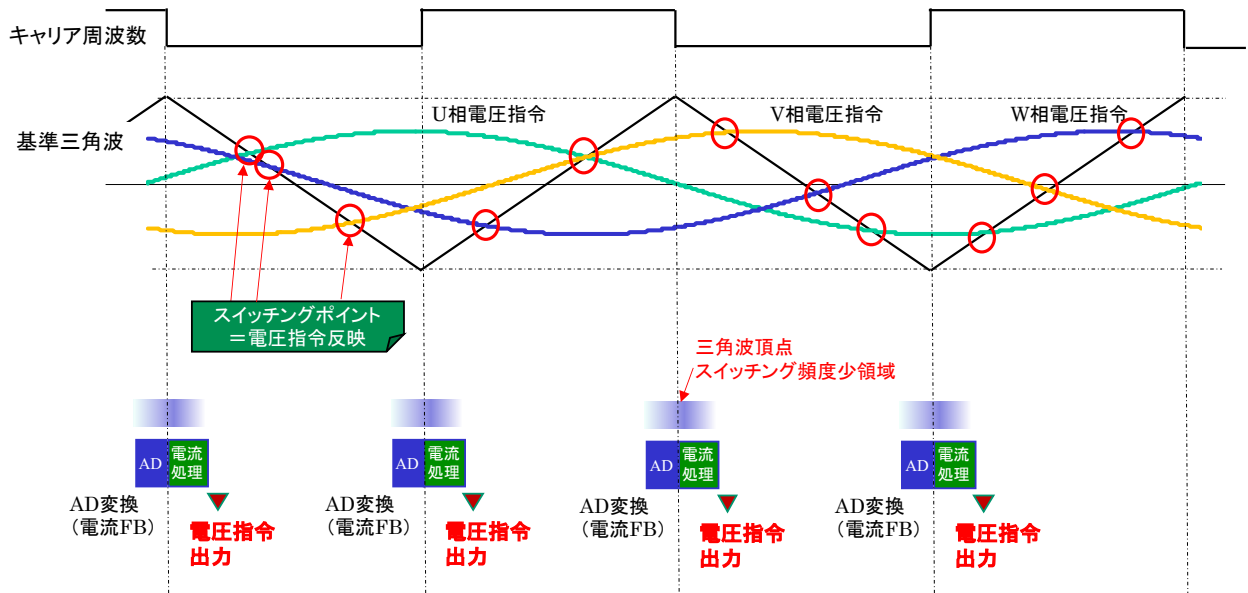 キャリア周波数
基準三角波
U相電圧指令
V相電圧指令
W相電圧指令
スイッチングポイント
＝電圧指令反映
三角波頂点
スイッチング頻度少領域
AD
電流
処理
AD変換
（電流FB）
電圧指令
出力
AD
電流
処理
AD変換
（電流FB）
電圧指令
出力
AD
電流
処理
AD変換
（電流FB）
電圧指令
出力
AD
電流
処理
AD変換
（電流FB）
電圧指令
出力